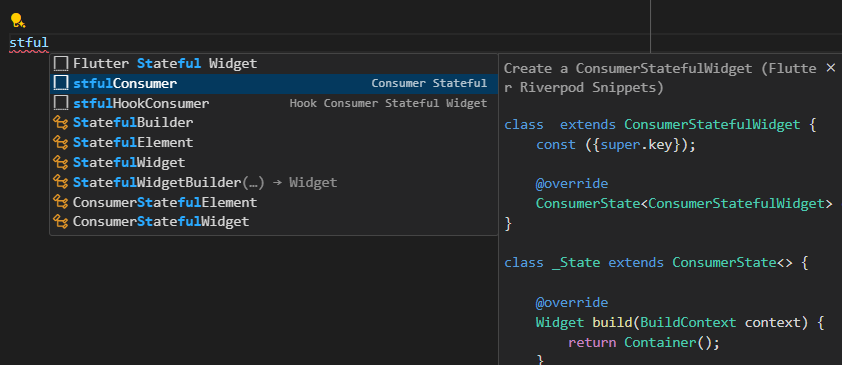 stful
Flutter Stateful Widget
stfulConsumer Consumer Stateful
stfulHookConsumer Hook Consumer Stateful Widget
StatefulBuilder
StatefulElement
StatefulWidget
StatefulWidgetBuilder(…) → Widget
ConsumerStatefulElement
ConsumerStatefulWidget
Create a ConsumerStatefulWidget (Flutte
r Riverpod Snippets)
class  extends ConsumerStatefulWidget {
const ({super.key});
@override
ConsumerState<ConsumerStatefulWidget>
}
class _State extends ConsumerState<> {
@override
Widget build(BuildContext context) {
return Container();
}